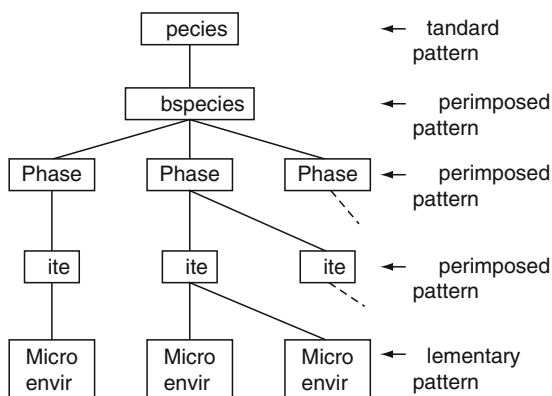 pecies
tandard
pattern
bspecies
perimposed
pattern
Phase
Phase
Phase
perimposed
pattern
ite
ite
ite
perimposed
pattern
Micro
envir
Micro
envir
Micro
envir
lementary
pattern